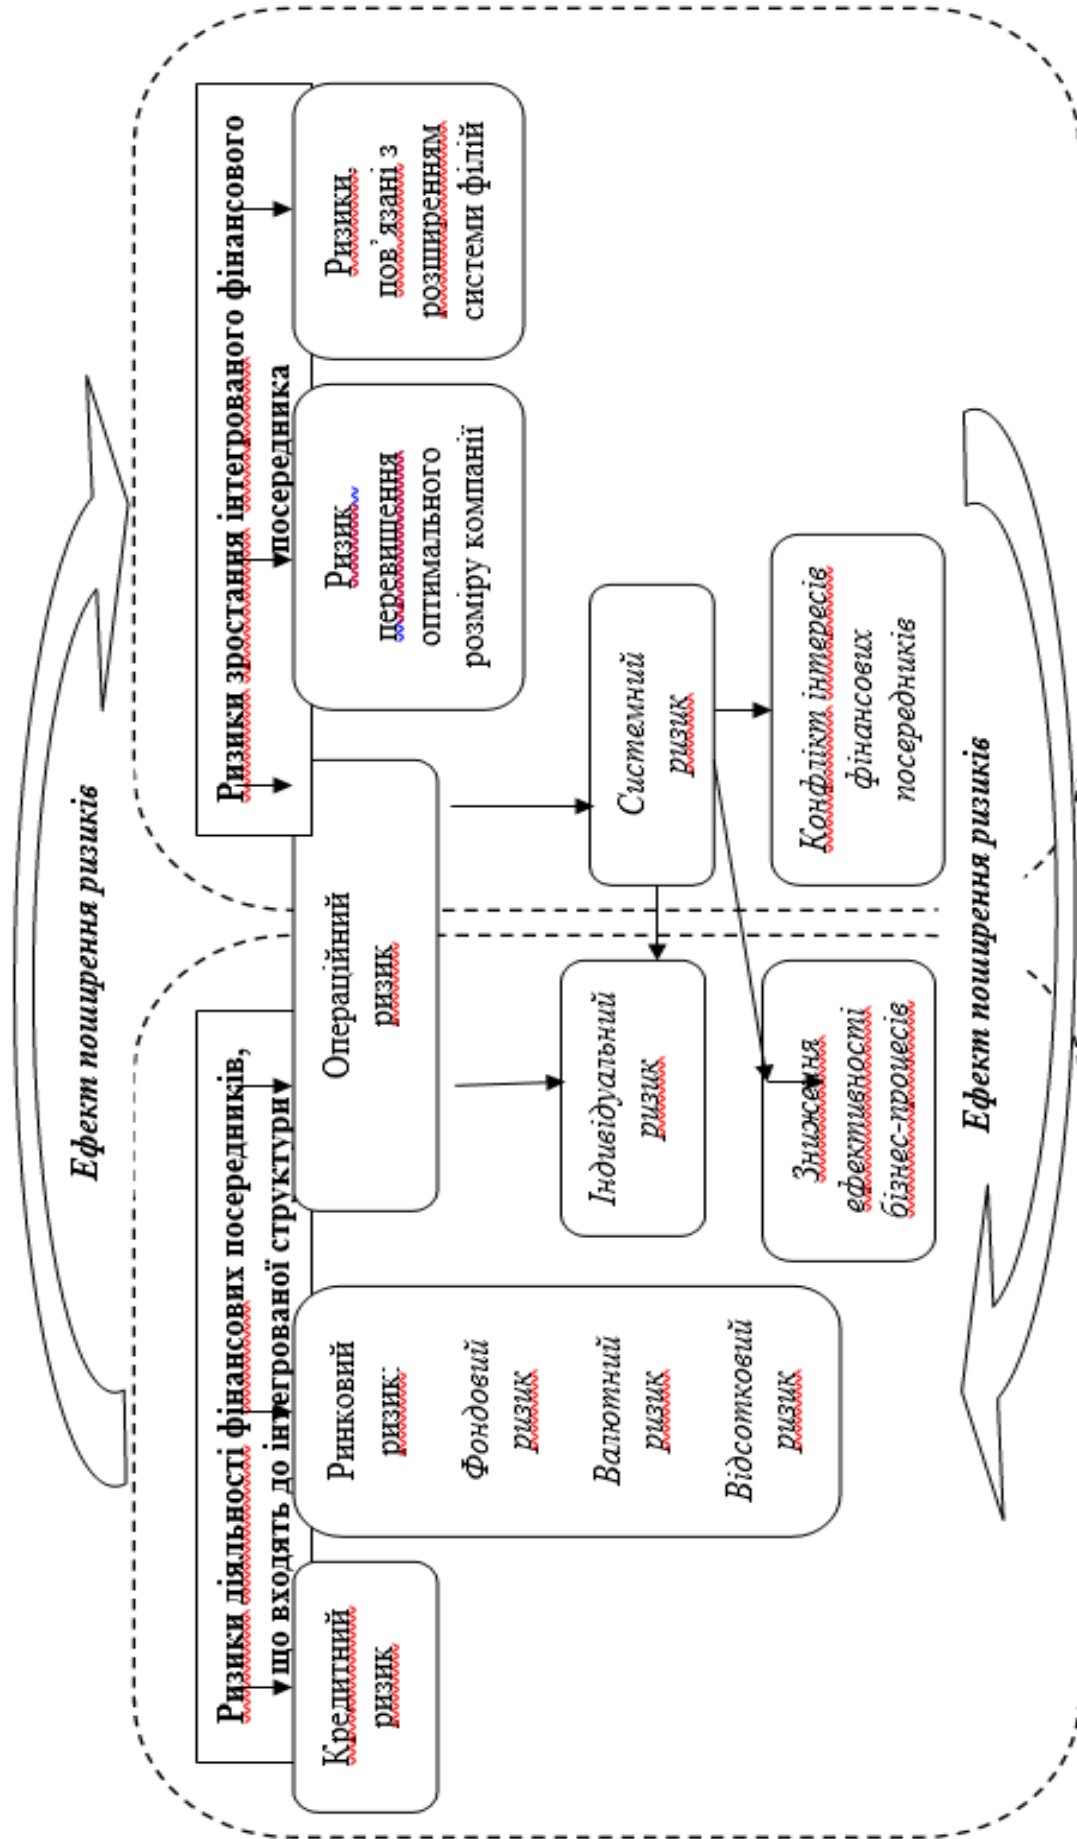 Ефект поширення ризиків
Ризики діяльності фінансових посередників,
що входять до інтегрованої структури
Ризики зростання інтегрованого фінансового
посередника
Кредитний
ризик
Ринковий
ризик:
Фондовий
ризик
Валютний
ризик
Відсотковий
ризик
Операційний
ризик
Ризик
перевищення
оптимального
розміру компанії
Ризики,
пов'язані з
розширенням
системи філій
Індивідуальний
ризик
Системний
ризик
Зниження
ефективності
бізнес-процесів
Конфлікт інтересів
фінансових
посередників
Ефект поширення ризиків